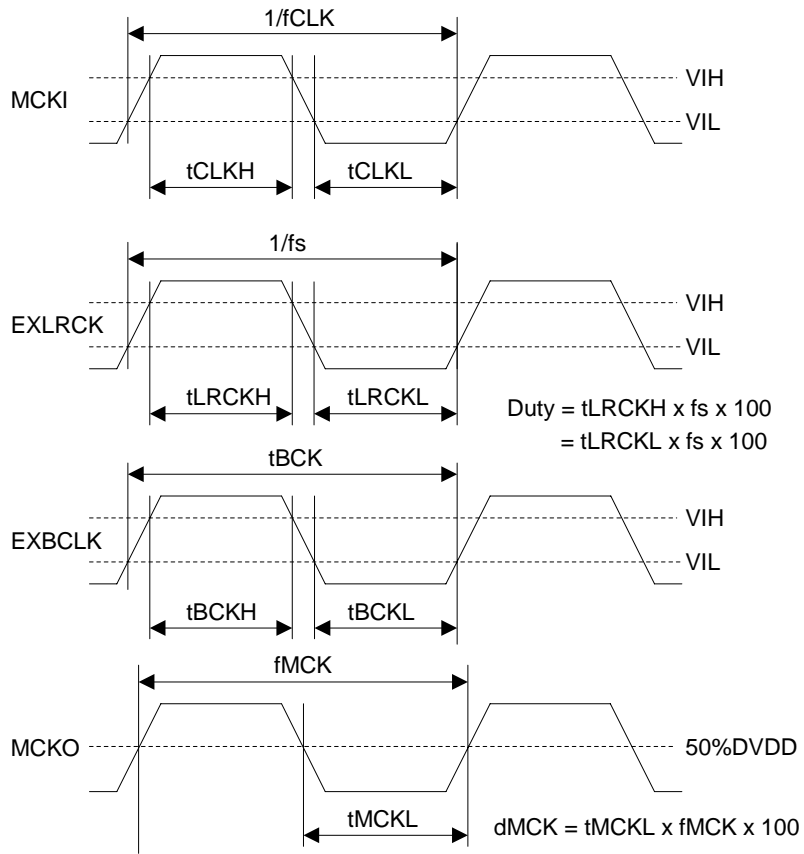 1/fCLK
VIH
MCKI
VIL
tCLKH tCLKL
1/fs
VIH
EXLRCK
VIL
tLRCKH tLRCKL
Duty = tLRCKH x fs x 100
= tLRCKL x fs x 100
tBCK
VIH
EXBCLK
VIL
tBCKH tBCKL
fMCK
MCKO 50%DVDD
tMCKL
dMCK = tMCKL x fMCK x 100